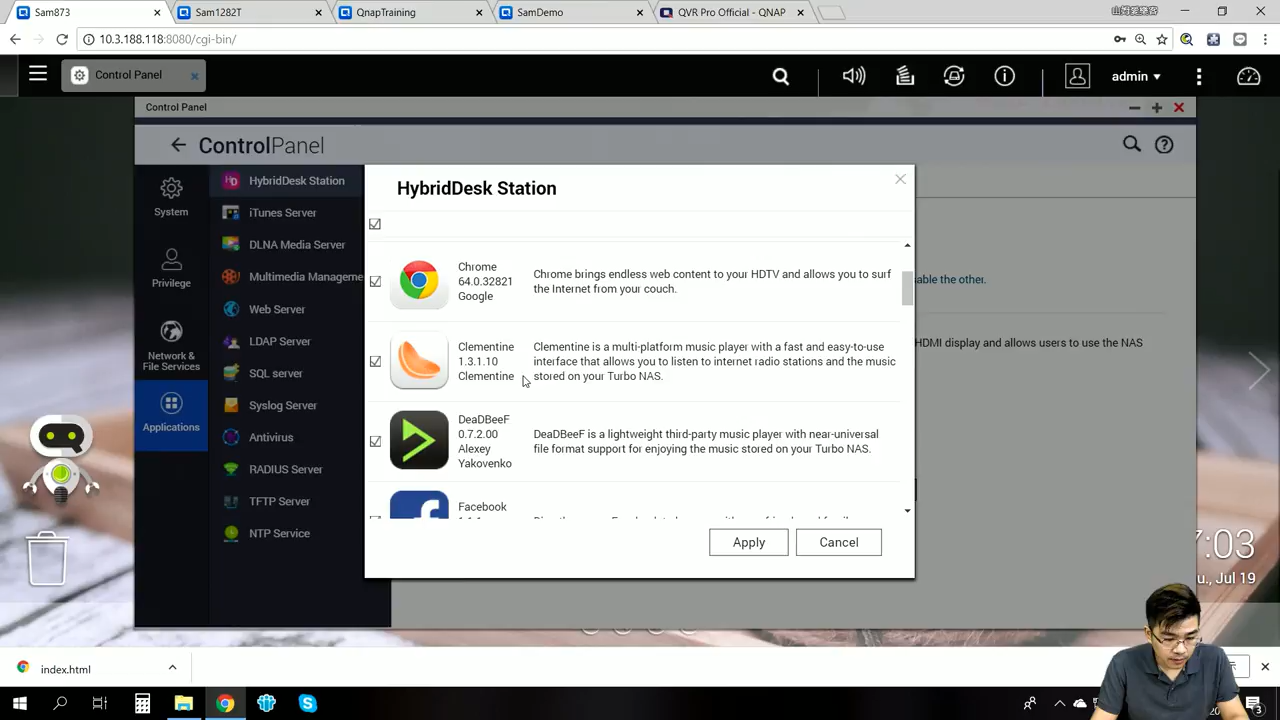 Sam873
Sam1282T
QnapTraining
SamDemo
QVR Pro Official - QNAP
10.3.188.118:8080/cgi-bin/
Control Panel
admin
Control Panel
ControlPanel
System
Privilege
Network &
File Services
Applications
HybridDesk Station
iTunes Server
DLNA Media Server
Multimedia Manageme
Web Server
LDAP Server
SQL server
Syslog Server
Antivirus
RADIUS Server
TFTP Server
NTP Service
HybridDesk Station
Chrome
64.0.32821
Google
Chrome brings endless web content to your HDTV and allows you to surf
the Internet from your couch.
Clementine
1.3.1.10
Clementine
Clementine is a multi-platform music player with a fast and easy-to-use
interface that allows you to listen to internet radio stations and the music
stored on your Turbo NAS.
DeaDBeeF
0.7.2.00
Alexey
Yakovenko
DeaDBeeF is a lightweight third-party music player with near-universal
file format support for enjoying the music stored on your Turbo NAS.
Facebook
Apply
Cancel
able the other.
HDMI display and allows users to use the NAS
7:03
u., Jul 19
index.html